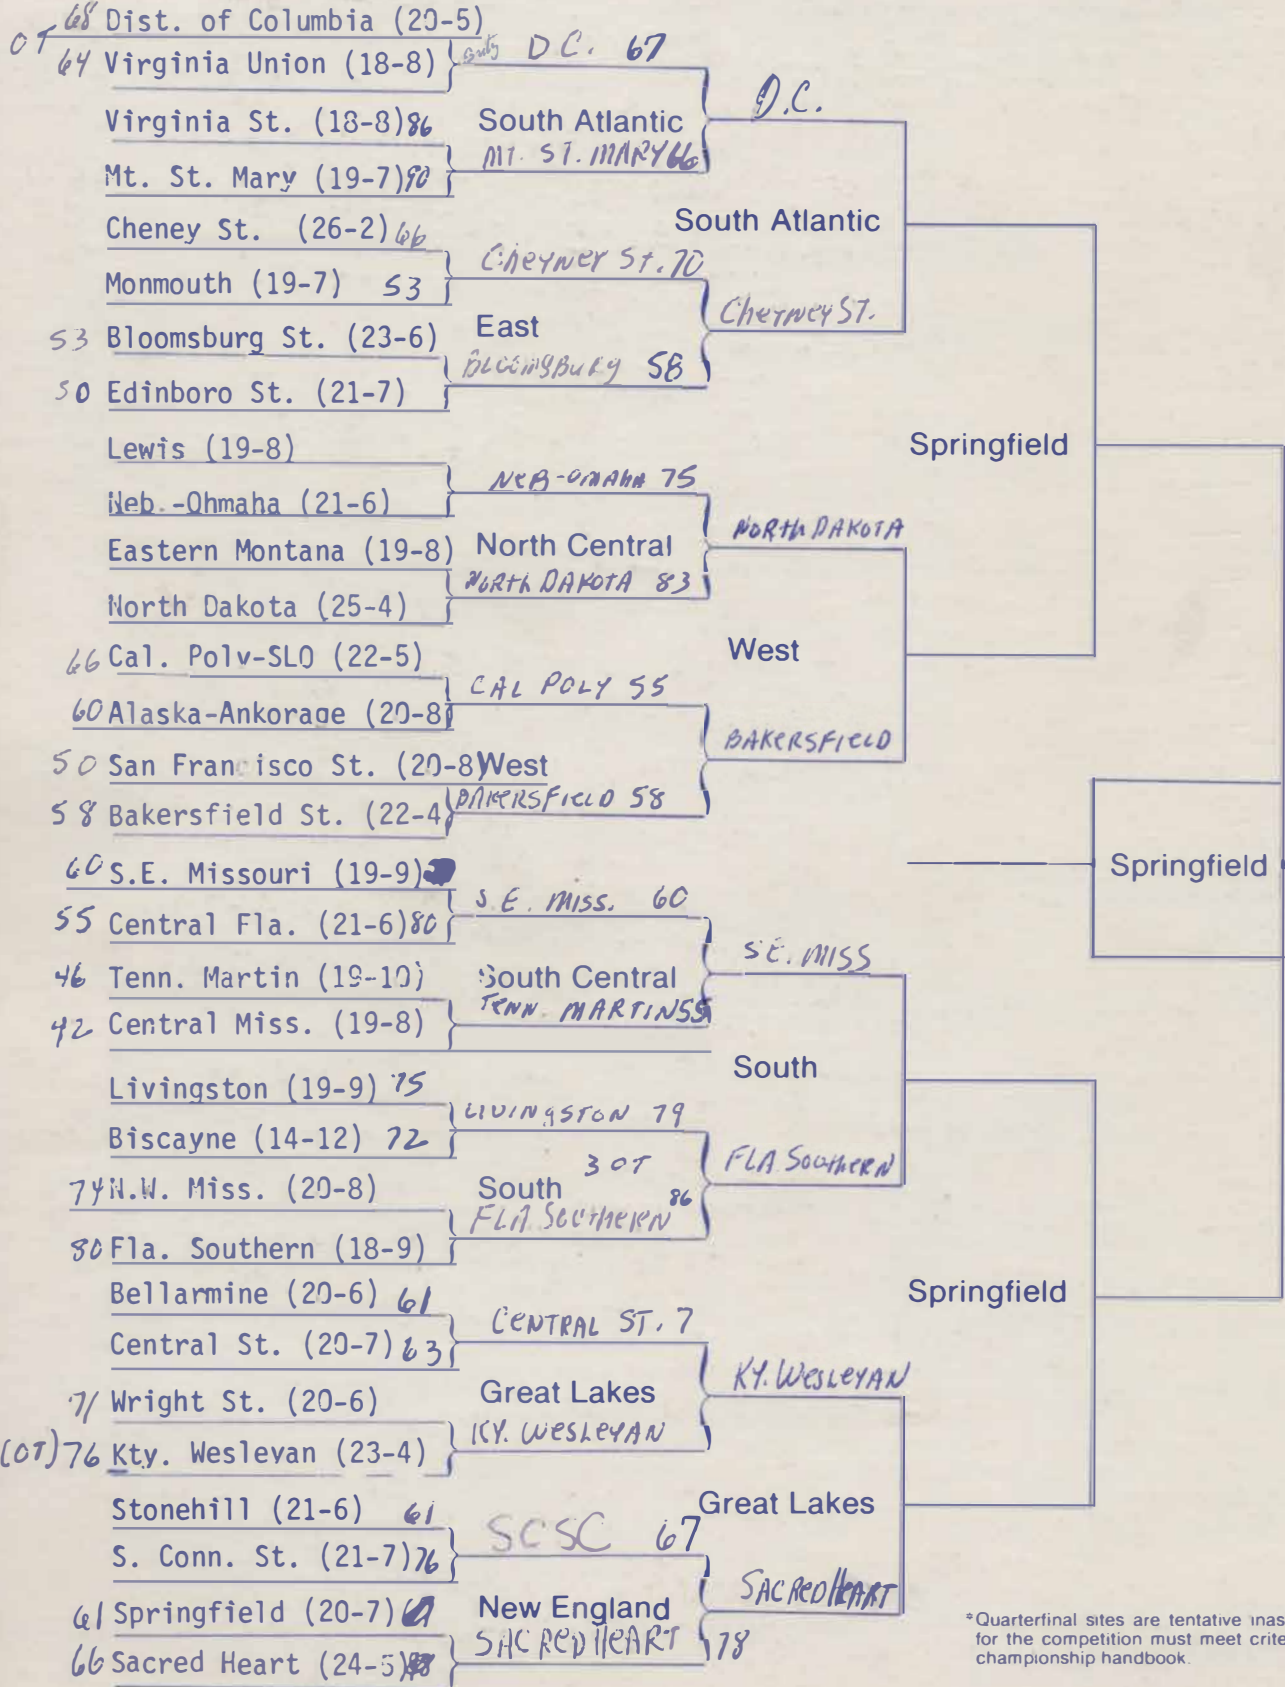 68 Dist. of Columbia (20-5)
OT
64 Virginia Union (18-8)
D.C. 67
Virginia St. (18-8) 86
South Atlantic
D.C.
Mt. St. Mary (19-7) 90
MT. ST. MARY 66
Cheney St. (26-2) 66
South Atlantic
Cheyney St. 70
Monmouth (19-7) 53
53 Bloomsburg St. (23-6)
East
Cheyney ST.
50 Edinboro St. (21-7)
BLOOMSBURG 58
Lewis (19-8)
Springfield
NEB-OMAHA 75
Neb.-Ohmaha (21-6)
Eastern Montana (19-8)
North Central
NORTH DAKOTA
North Dakota (25-4)
NORTH DAKOTA 83
66 Cal. Poly-SLO (22-5)
West
CAL POLY 55
60 Alaska-Ankorage (20-8)
50 San Francisco St. (20-8)
West
BAKERSFIELD
58 Bakersfield St. (22-4)
BAKERSFIELD 58
60 S.E. Missouri (19-9)
Springfield
S.E. MISS. 60
55 Central Fla. (21-6) 80
46 Tenn. Martin (19-10)
South Central
S.E. MISS
42 Central Miss. (19-8)
TENN. MARTIN 55
Livingston (19-9) 75
South
LIVINGSTON 79
Biscayne (14-12) 72
3 OT
74 N.W. Miss. (20-8)
South
FLA SOUTHERN
80 Fla. Southern (18-9)
FLA SOUTHERN 86
Bellarmine (20-6) 61
Springfield
CENTRAL ST. 7
Central St. (20-7) 63
71 Wright St. (20-6)
Great Lakes
KY. WESLEYAN
(OT) 76 Kty. Wesleyan (23-4)
KY. WESLEYAN
Stonehill (21-6) 61
Great Lakes
SCSC 67
S. Conn. St. (21-7) 76
61 Springfield (20-7)
New England
SACRED HEART
66 Sacred Heart (24-5)
SACRED HEART 78
*Quarterfinal sites are tentative inas
for the competition must meet crite
championship handbook.